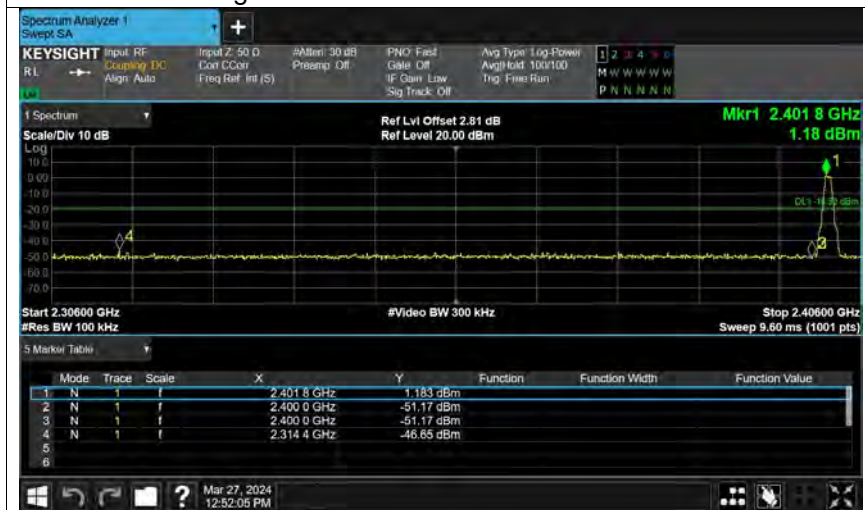 Spectrum Analyzer 1
Swept SA
+
KEYSIGHT Input: RF Input Z: 50 Ω #Atten: 30 dB PNO: Fast Avg Type: Log-Power 1 2 3 4 5 6
RL Coupling: DC Corr CCorr Preamp: Off Gate: Off Avg|Hold: 100/100 M W W W W W
Align: Auto Freq Ref: Int (S) IF Gain: Low Trig: Free Run
Sig Track: Off P N N N N N
1 Spectrum Ref Lvl Offset 2.81 dB Mkr1 2.401 8 GHz
Scale/Div 10 dB Ref Level 20.00 dBm 1.18 dBm
Log
10.0 1
0.00
-10.0
-20.0
-30.0
-40.0 4
-50.0
-60.0
-70.0
Start 2.30600 GHz #Video BW 300 kHz Stop 2.40600 GHz
#Res BW 100 kHz Sweep 9.60 ms (1001 pts)
5 Marker Table
Mode Trace Scale X Y Function Function Width Function Value
1 N 1 f 2.401 8 GHz 1.183 dBm
2 N 1 f 2.400 0 GHz -51.17 dBm
3 N 1 f 2.400 0 GHz -51.17 dBm
4 N 1 f 2.314 4 GHz -46.65 dBm
5
6
? Mar 27, 2024
12:52:05 PM